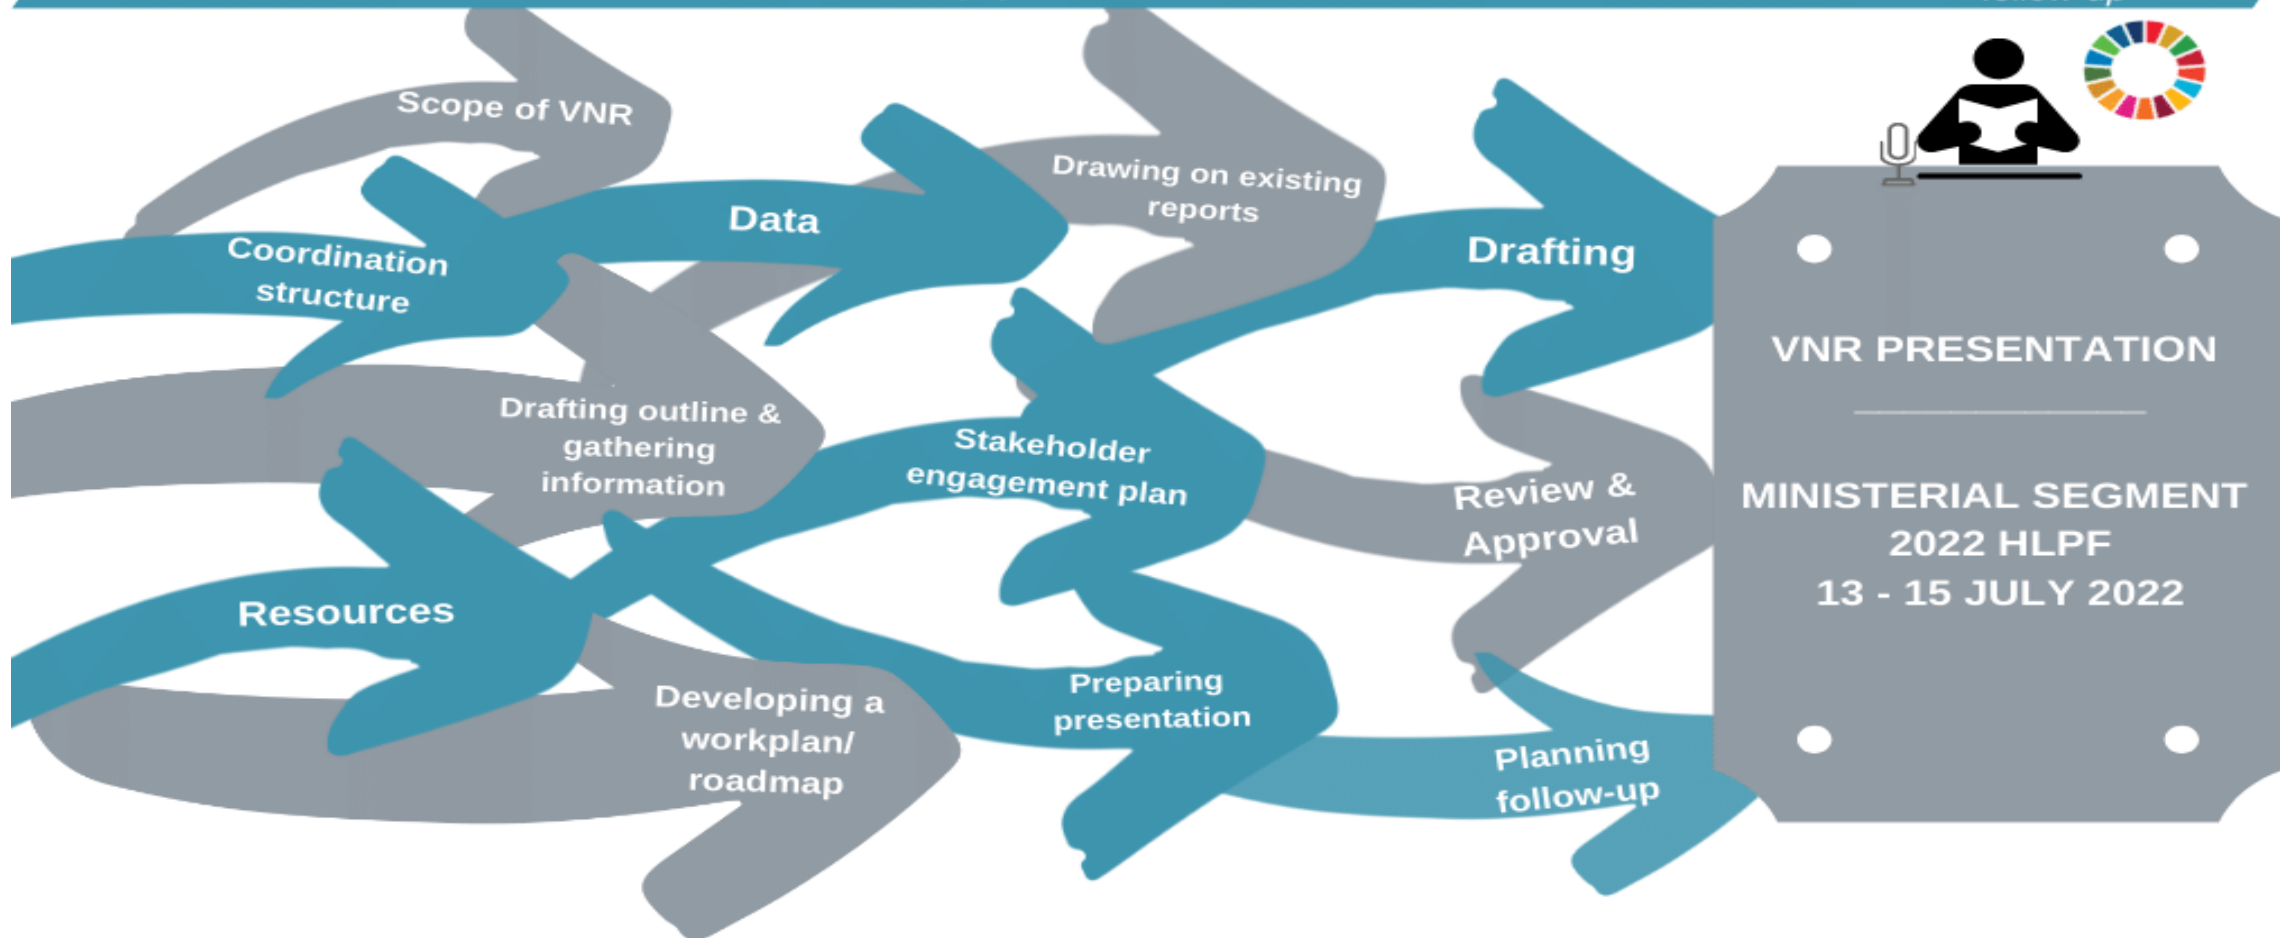 follow-up
Scope of VNR
Coordination
structure
Data
Drawing on existing
reports
Drafting
Drafting outline &
gathering
information
Stakeholder
engagement plan
Review &
Approval
Resources
Developing a
workplan/
roadmap
Preparing
presentation
Planning
follow-up
VNR PRESENTATION
MINISTERIAL SEGMENT
2022 HLPF
13 - 15 JULY 2022